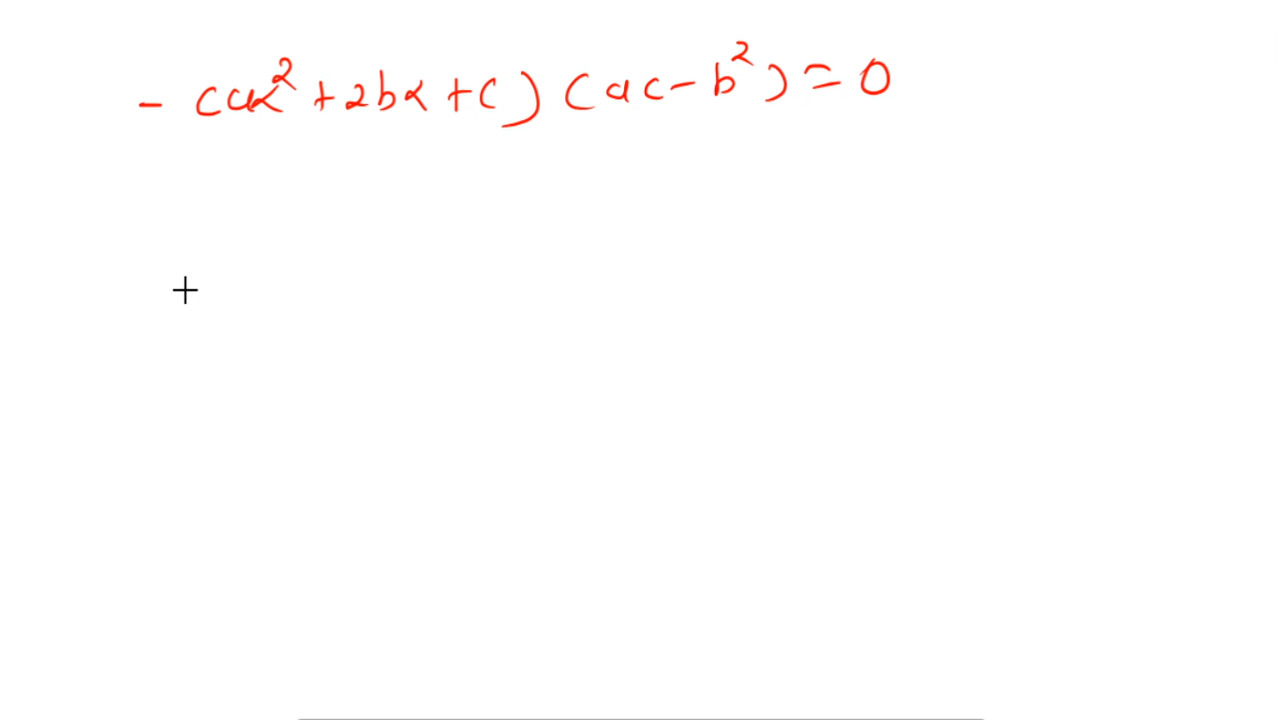 - (aα² + 2bα + c) (ac - b²) = 0